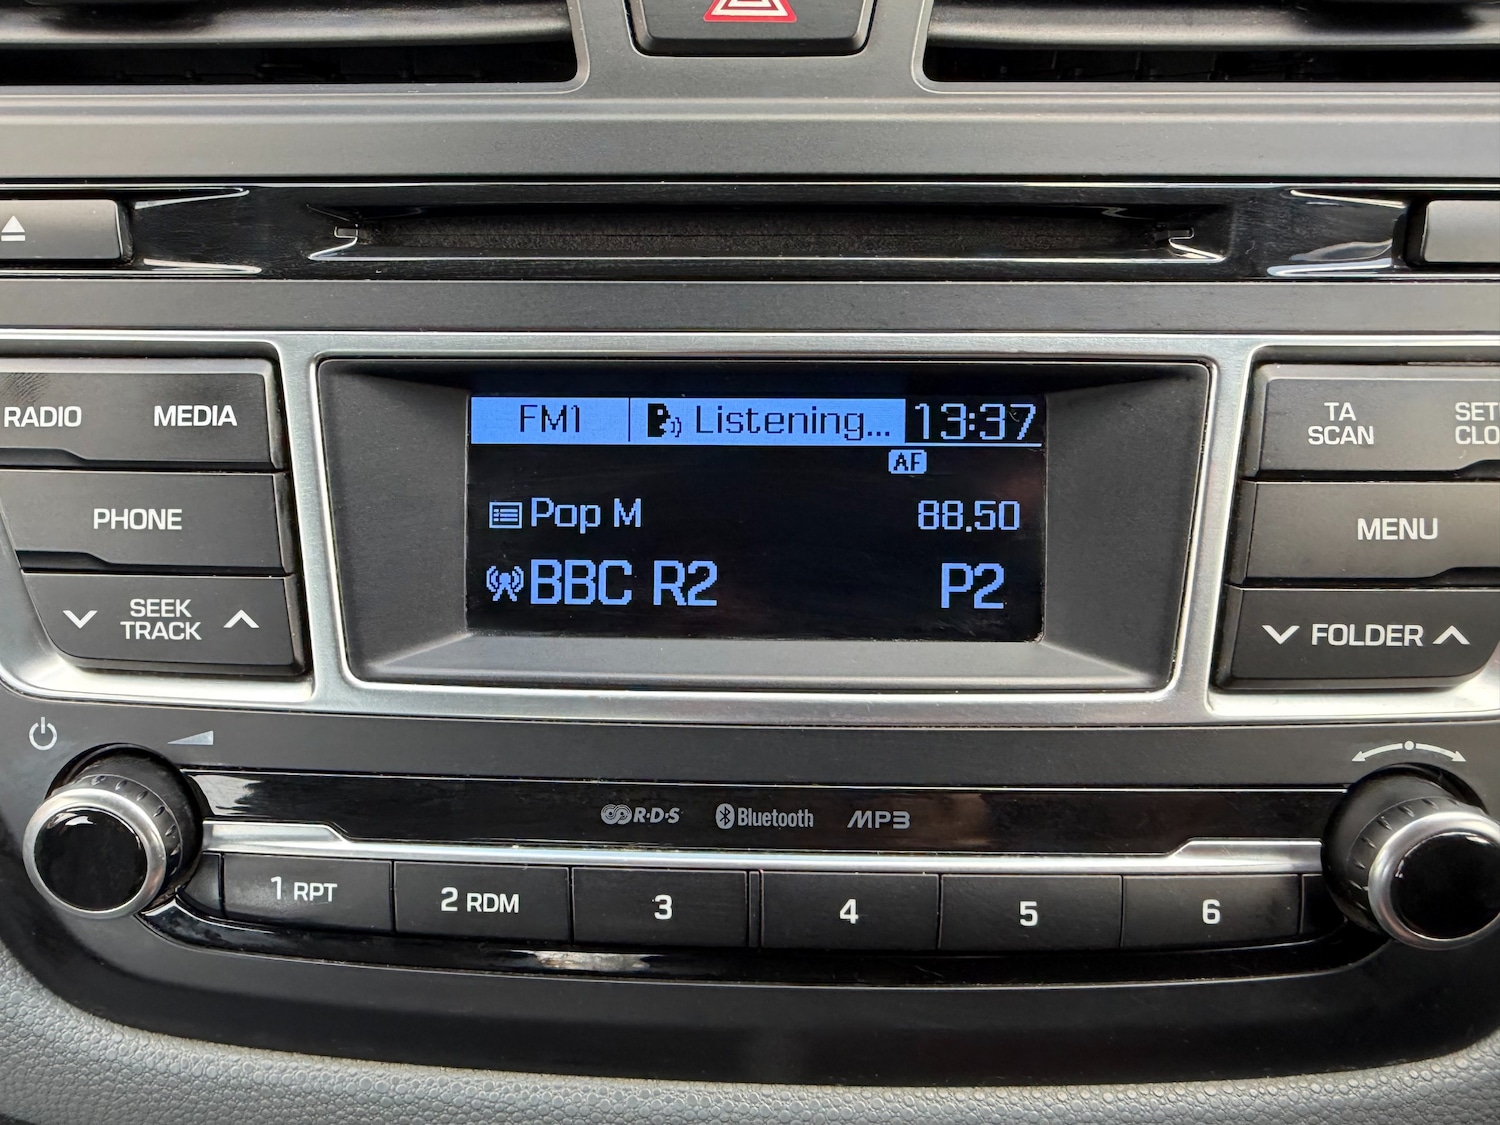 FM1 Listening... 13:37
AF
Pop M 88.50
BBC R2 P2
RADIO MEDIA
PHONE
SEEK
TRACK
TA
SCAN
MENU
FOLDER
R·D·S Bluetooth MP3
1 RPT 2 RDM 3 4 5 6